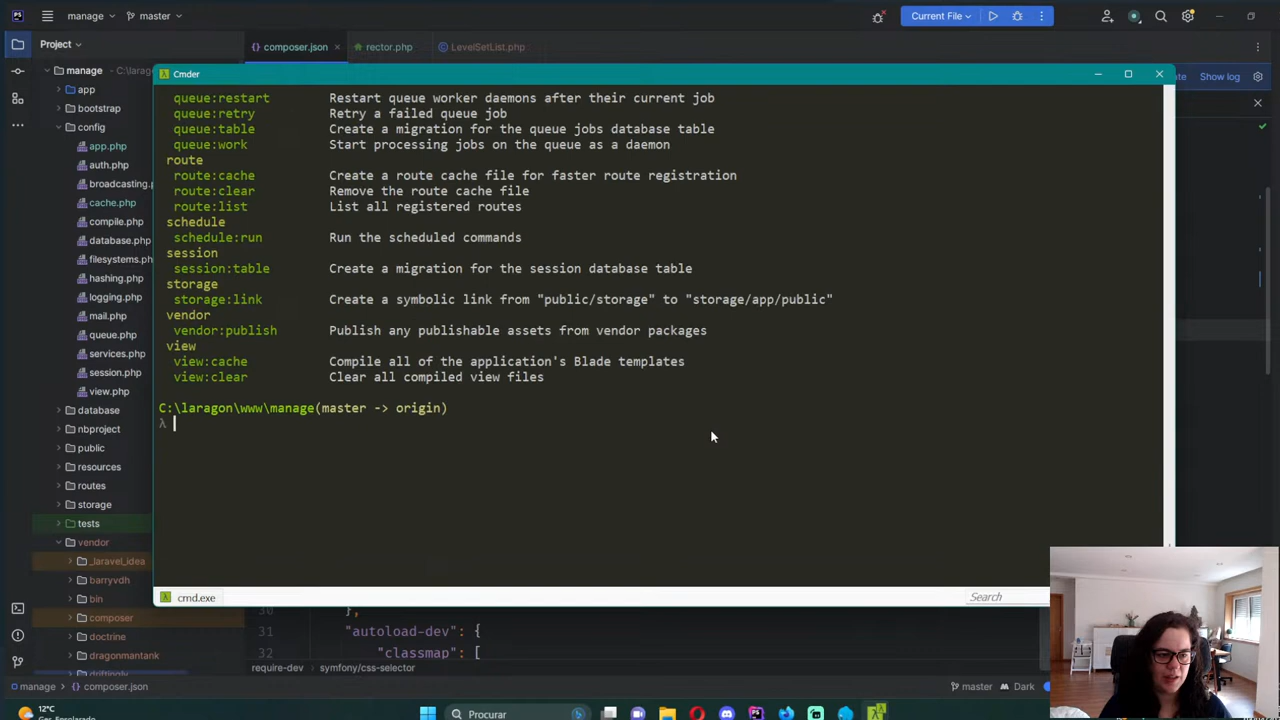 manage
master
Current File
Project
composer.json
rector.php
LevelSetList.php
manage C:\larag
Cmder
ate Show log
app
bootstrap
config
app.php
auth.php
broadcasting.
cache.php
compile.php
database.php
filesystems.p
hashing.php
logging.php
mail.php
queue.php
services.php
session.php
view.php
database
nbproject
public
resources
routes
storage
tests
vendor
_laravel_idea
barryvdh
bin
composer
doctrine
dragonmantank
driftingly
queue:restart Restart queue worker daemons after their current job
queue:retry Retry a failed queue job
queue:table Create a migration for the queue jobs database table
queue:work Start processing jobs on the queue as a daemon
route
route:cache Create a route cache file for faster route registration
route:clear Remove the route cache file
route:list List all registered routes
schedule
schedule:run Run the scheduled commands
session
session:table Create a migration for the session database table
storage
storage:link Create a symbolic link from "public/storage" to "storage/app/public"
vendor
vendor:publish Publish any publishable assets from vendor packages
view
view:cache Compile all of the application's Blade templates
view:clear Clear all compiled view files
C:\laragon\www\manage(master -> origin)
λ
cmd.exe
Search
30 },
31 "autoload-dev": {
32 "classmap": [
require-dev symfony/css-selector
manage composer.json
master Dark
12°C
Ger. Ensolarado
Procurar